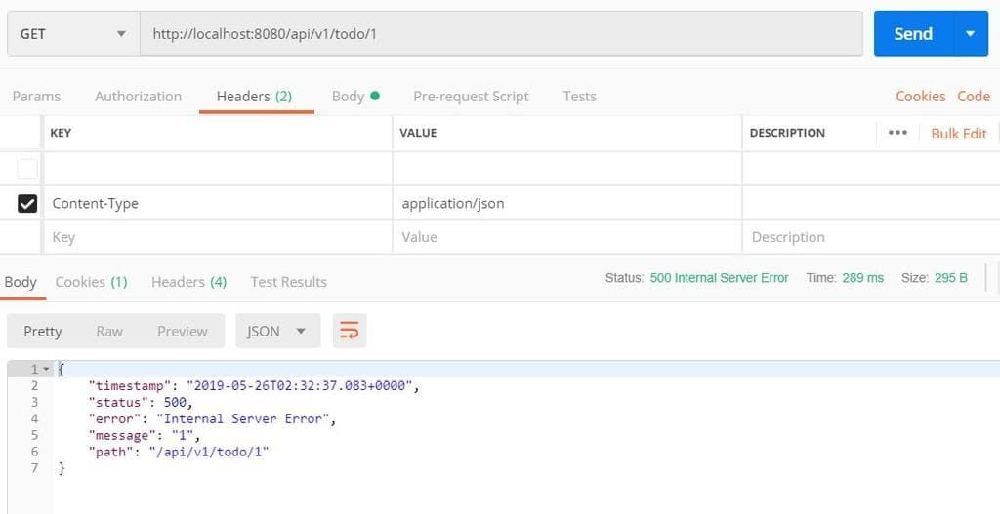 GET http://localhost:8080/api/v1/todo/1 Send
Params Authorization Headers (2) Body Pre-request Script Tests Cookies Code
KEY VALUE DESCRIPTION ••• Bulk Edit
Content-Type application/json
Key Value Description
Body Cookies (1) Headers (4) Test Results Status: 500 Internal Server Error Time: 289 ms Size: 295 B
Pretty Raw Preview JSON
1 {
2 "timestamp": "2019-05-26T02:32:37.083+0000",
3 "status": 500,
4 "error": "Internal Server Error",
5 "message": "1",
6 "path": "/api/v1/todo/1"
7 }